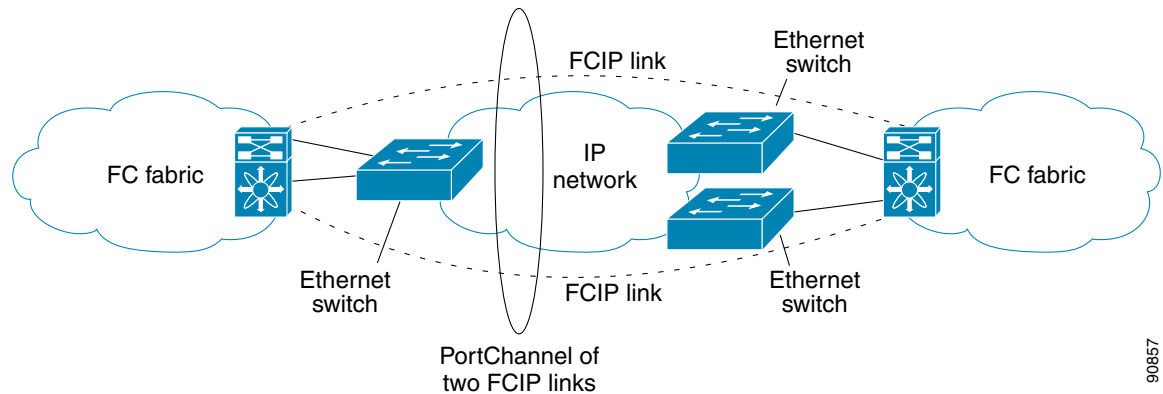 Ethernet
switch
FCIP link
FC fabric
IP
network
FC fabric
Ethernet
switch
FCIP link
Ethernet
switch
PortChannel of
two FCIP links
90857